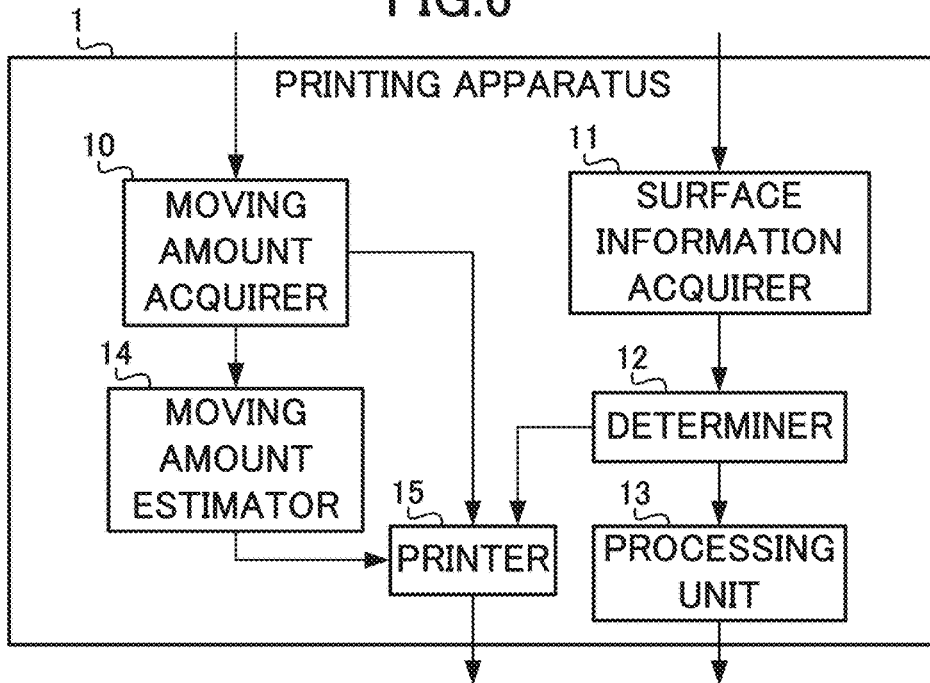 FIG.
1
PRINTING APPARATUS
10
MOVING
AMOUNT
ACQUIRER
11
SURFACE
INFORMATION
ACQUIRER
14
MOVING
AMOUNT
ESTIMATOR
12
DETERMINER
15
PRINTER
13
PROCESSING
UNIT